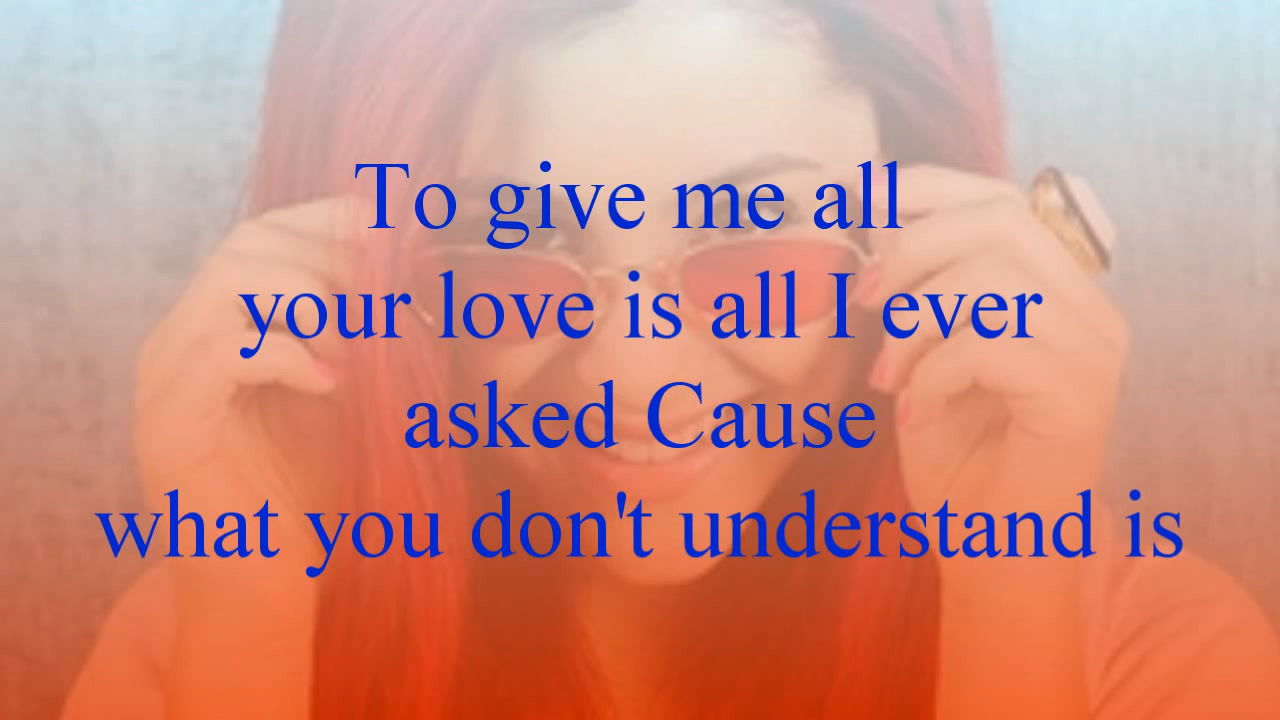 To give me all
your love is all I ever
asked Cause
what you don't understand is